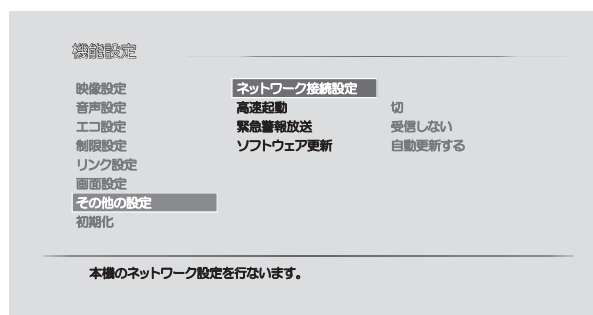 機能設定
映像設定
音声設定
エコ設定
制限設定
リンク設定
画面設定
その他の設定
初期化
ネットワーク接続設定
高速起動 切
緊急警報放送 受信しない
ソフトウェア更新 自動更新する
本機のネットワーク設定を行ないます。